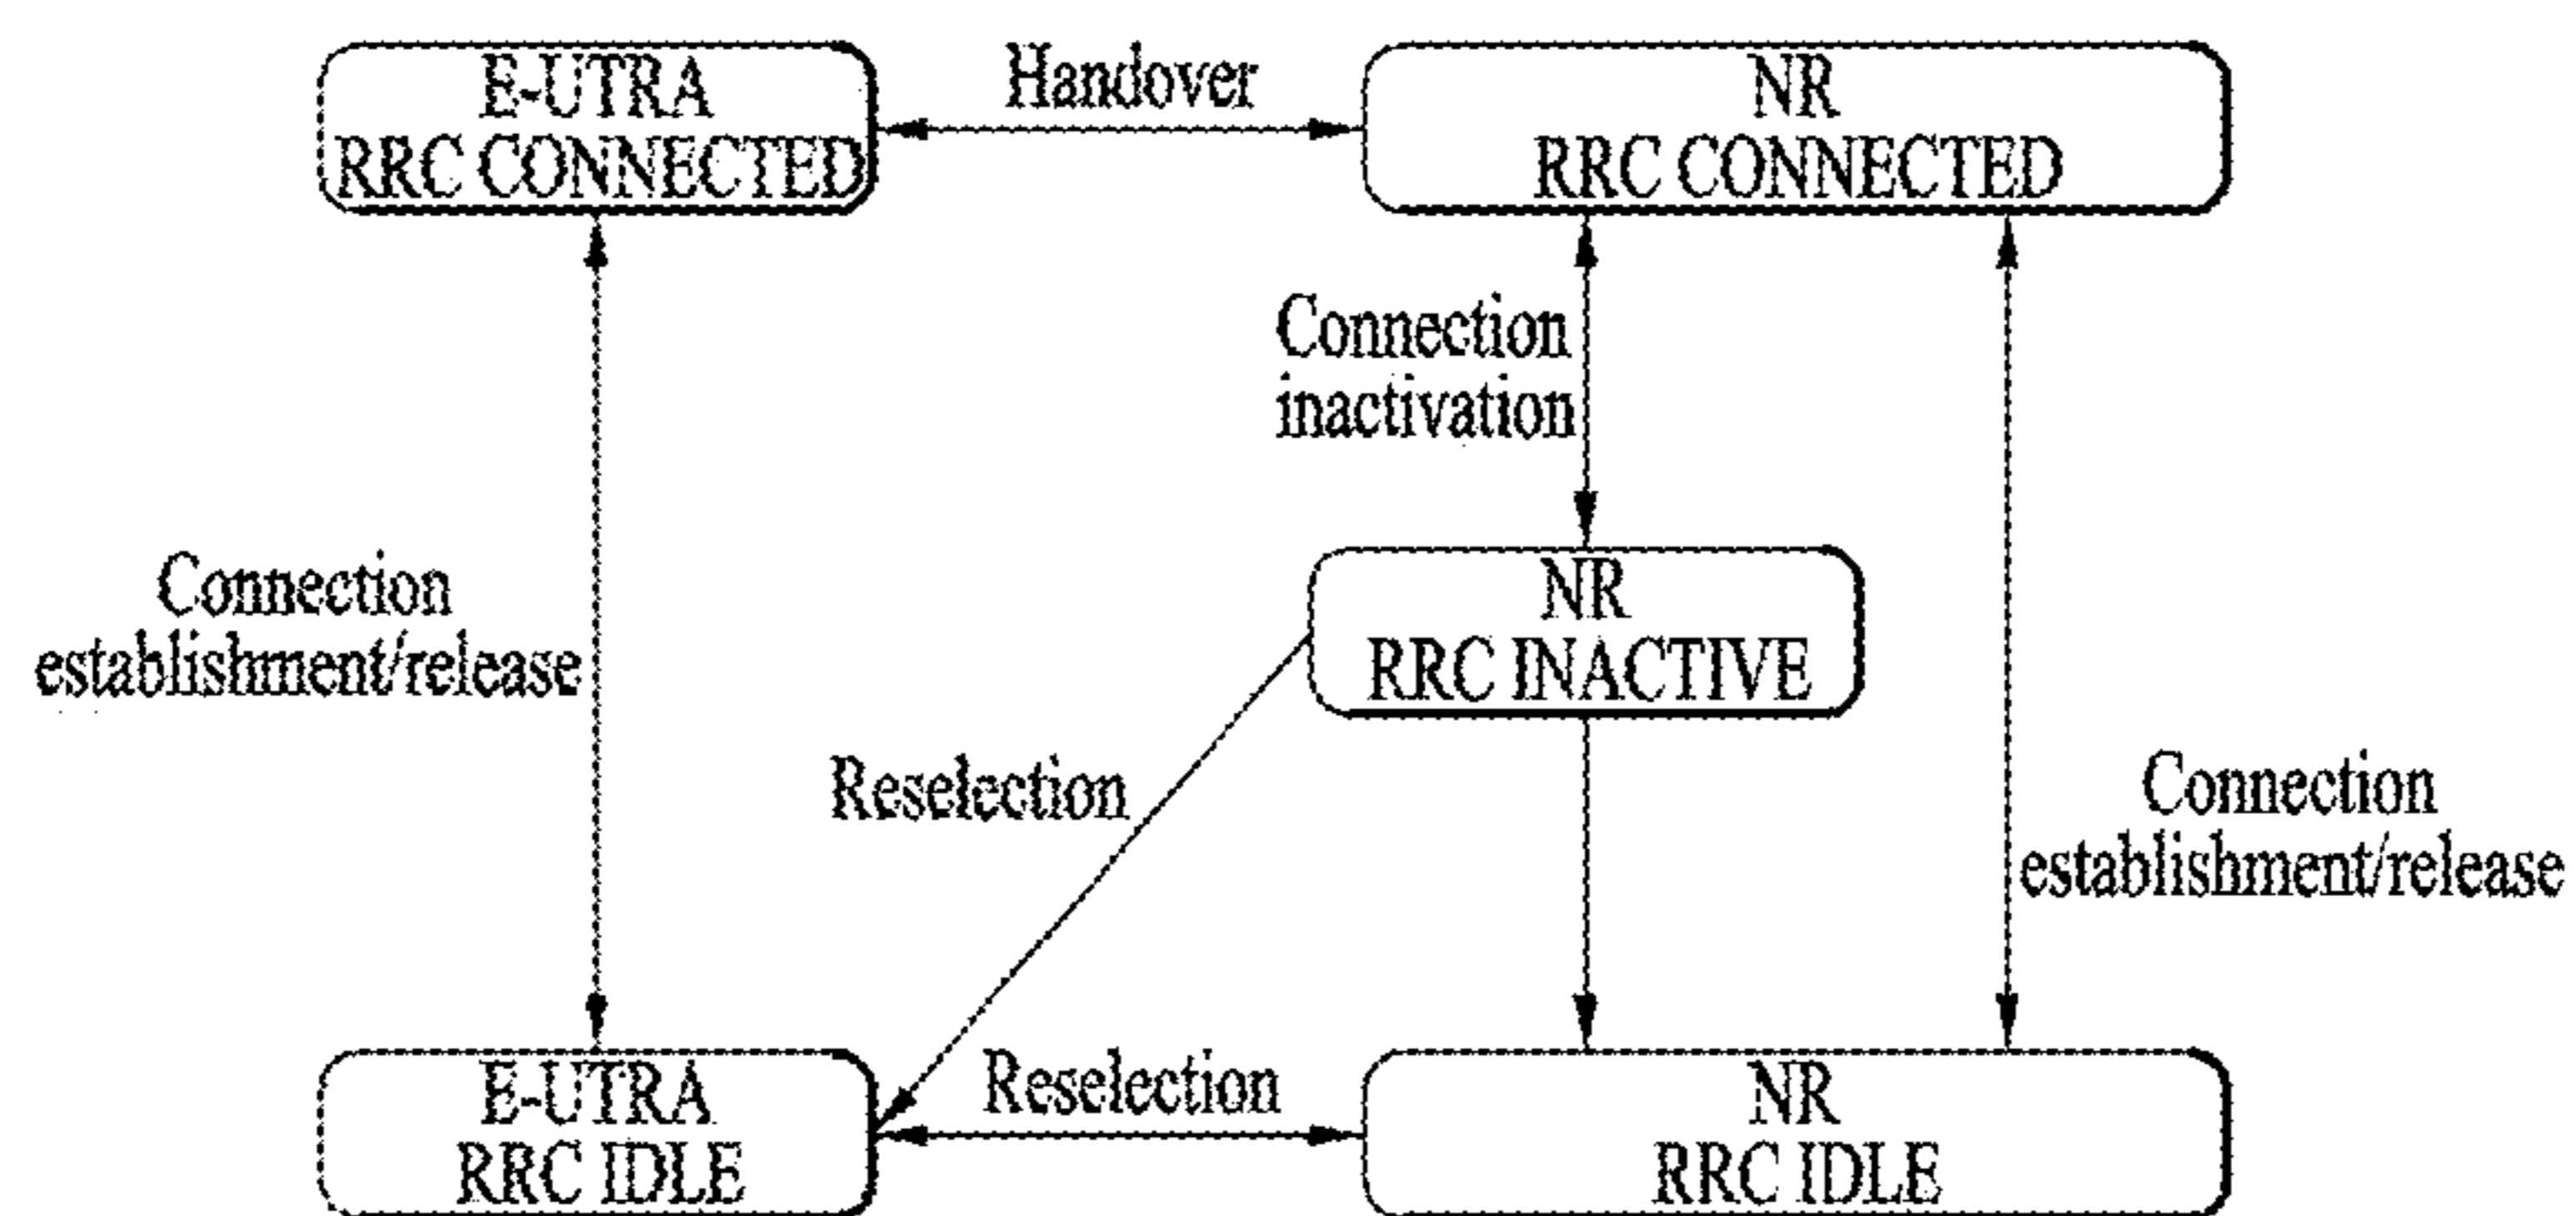 E-UTRA
RRC CONNECTED
Handover
NR
RRC CONNECTED
Connection
inactivation
Connection
establishment/release
NR
RRC INACTIVE
Reselection
Connection
establishment/release
E-UTRA
RRC IDLE
Reselection
NR
RRC IDLE